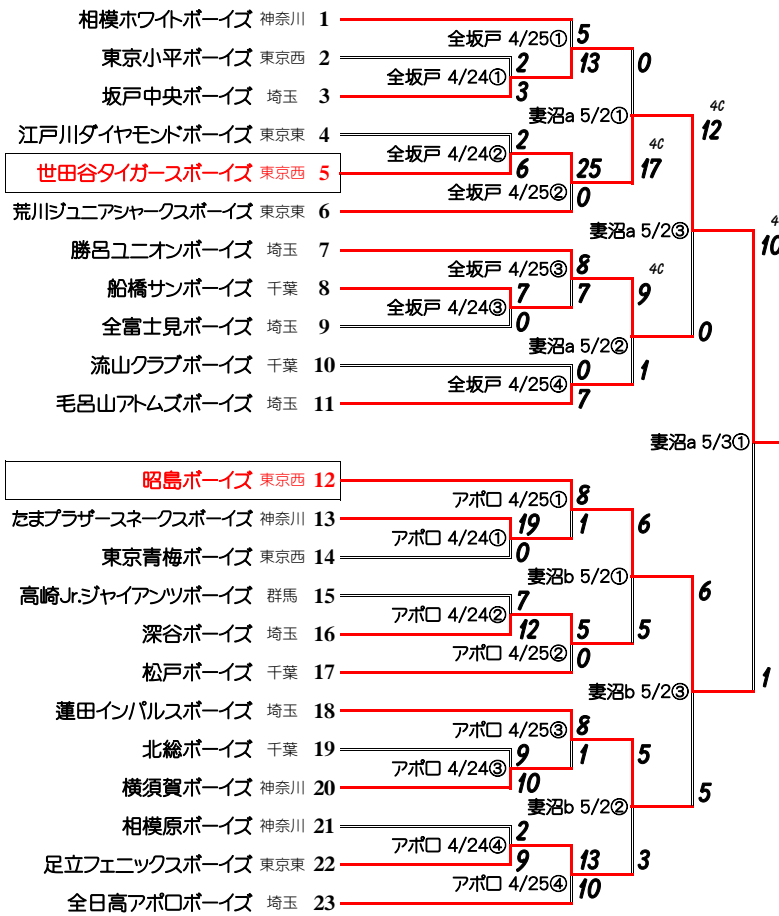 相模ホワイトボーイズ 神奈川 1
5
全坂戸 4/25①
東京小平ボーイズ 東京西 2
2
13
0
全坂戸 4/24①
坂戸中央ボーイズ 埼玉 3
3
4C
妻沼a 5/2①
12
江戸川ダイヤモンドボーイズ 東京東 4
2
4C
全坂戸 4/24②
世田谷タイガースボーイズ 東京西 5
6
25
17
全坂戸 4/25②
0
荒川ジュニアシャークスボーイズ 東京東 6
4
妻沼a 5/2③
10
勝呂ユニオンボーイズ 埼玉 7
全坂戸 4/25③
8
4C
船橋サンボーイズ 千葉 8
7
7
9
全坂戸 4/24③
全富士見ボーイズ 埼玉 9
0
0
妻沼a 5/2②
流山クラブボーイズ 千葉 10
0
1
全坂戸 4/25④
毛呂山アトムズボーイズ 埼玉 11
7
妻沼a 5/3①
昭島ボーイズ 東京西 12
アポロ 4/25①
8
たまプラザースネークスボーイズ 神奈川 13
19
1
6
アポロ 4/24①
東京青梅ボーイズ 東京西 14
0
妻沼b 5/2①
高崎Jr.ジャイアンツボーイズ 群馬 15
7
6
アポロ 4/24②
深谷ボーイズ 埼玉 16
12
5
5
アポロ 4/25②
0
松戸ボーイズ 千葉 17
1
妻沼b 5/2③
蓮田インパルスボーイズ 埼玉 18
アポロ 4/25③
8
北総ボーイズ 千葉 19
9
1
5
アポロ 4/24③
横須賀ボーイズ 神奈川 20
10
5
妻沼b 5/2②
相模原ボーイズ 神奈川 21
2
アポロ 4/24④
足立フェニックスボーイズ 東京東 22
9
13
3
アポロ 4/25④
10
全日高アポロボーイズ 埼玉 23